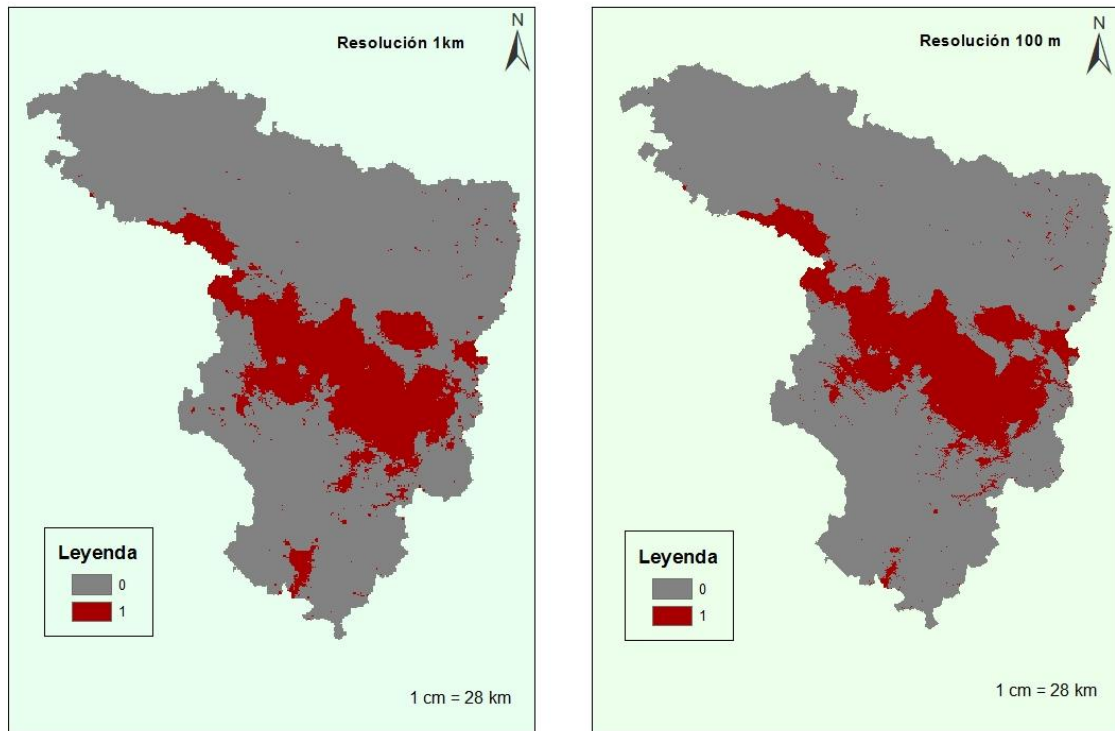 N
Resolución 1km
Leyenda
0
1
1 cm = 28 km
N
Resolución 100 m
Leyenda
0
1
1 cm = 28 km